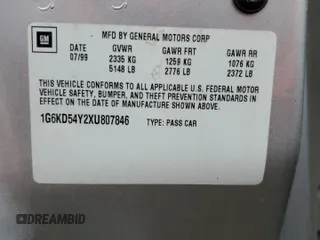 GM
MFD BY GENERAL MOTORS CORP
DATE GVWR GAWR FRT GAWR RR
07/99 2335 KG 1259 KG 1076 KG
5148 LB 2776 LB 2372 LB
THIS VEHICLE CONFORMS TO ALL APPLICABLE U.S. FEDERAL MOTOR
VEHICLE SAFETY, BUMPER, AND THEFT PREVENTION STANDARDS IN
EFFECT ON THE DATE OF MANUFACTURE SHOWN ABOVE.
1G6KD54Y2XU807846 TYPE: PASS CAR
DREAMBID